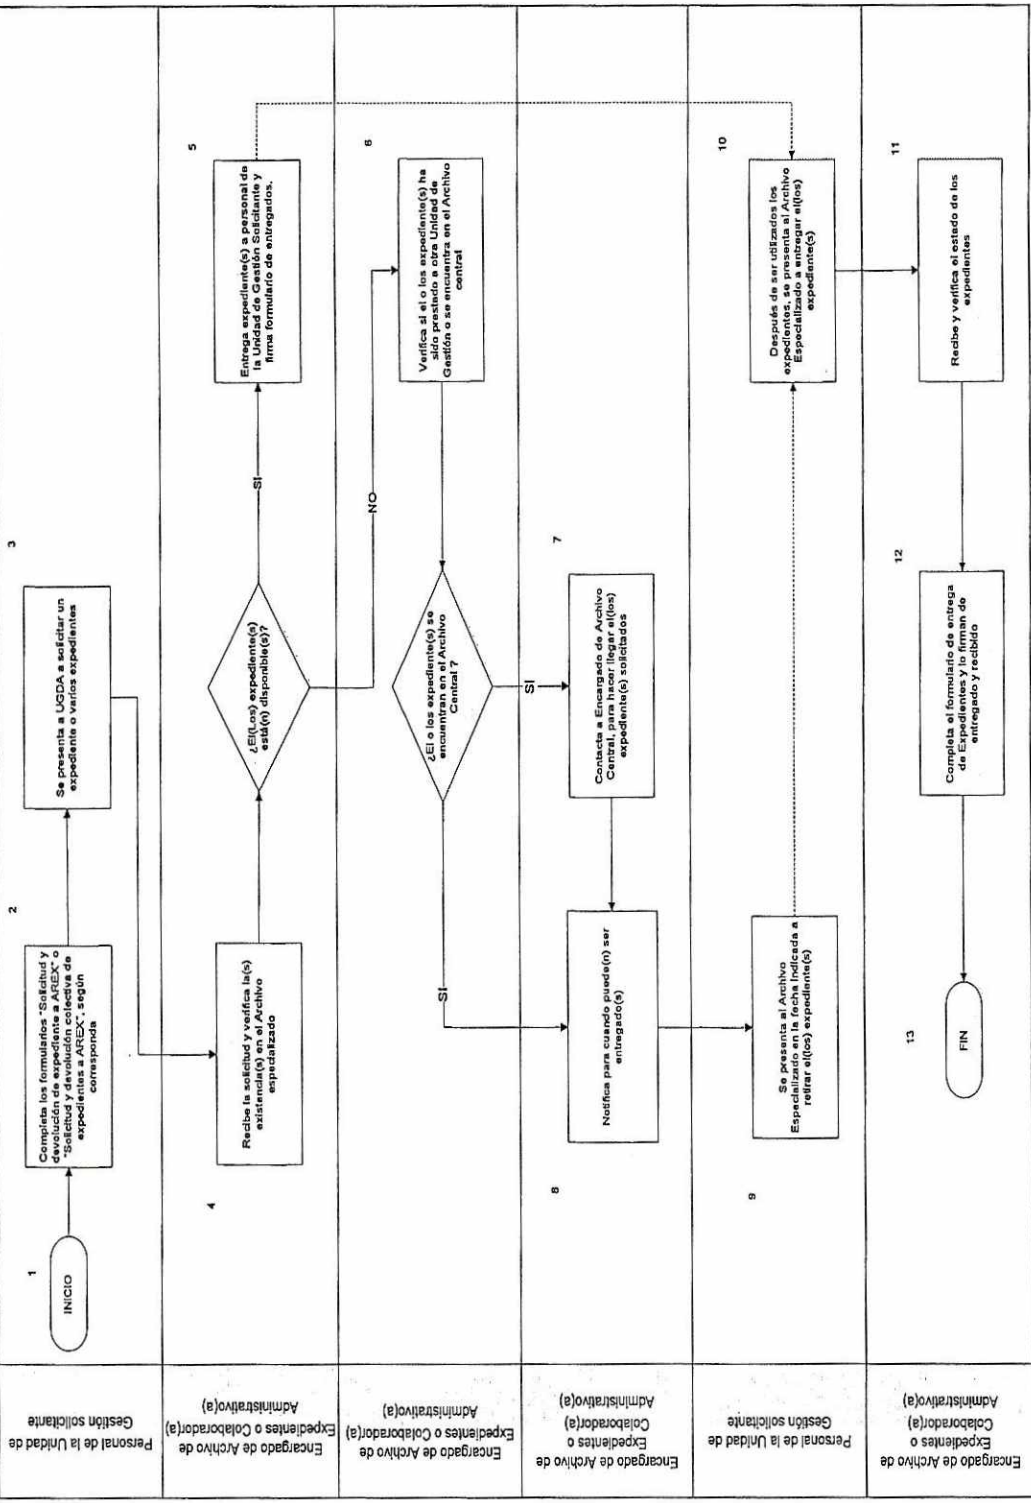 Personal de la Unidad de
Gestión solicitante
1
INICIO
2
Completa los formularios "Solicitud y
devolución de expediente a AREX" o
"Solicitud y devolución colectiva de
expedientes a AREX", según
corresponda
3
Se presenta a UGDA a solicitar un
expediente o varios expedientes
Encargado de Archivo de
Expedientes o Colaborador(a)
Administrativo(a)
4
Recibe la solicitud y verifica la(s)
existencia(s) en el Archivo
especializado
¿El(Los) expediente(s)
está(n) disponible(s)?
SI
NO
5
Entrega expediente(s) a personal de
la Unidad de Gestión Solicitante y
firma formulario de entregados.
Encargado de Archivo de
Expedientes o Colaborador(a)
Administrativo(a)
6
Verifica si el o los expediente(s) ha
sido prestado a otra Unidad de
Gestión o se encuentra en el Archivo
central
¿El o los expediente(s) se
encuentran en el Archivo
Central ?
SI
SI
Encargado de Archivo de
Expedientes o
Colaborador(a)
Administrativo(a)
7
Contacta a Encargado de Archivo
Central, para hacer llegar el(los)
expediente(s) solicitados
8
Notifica para cuando puede(n) ser
entregado(s)
Personal de la Unidad de
Gestión solicitante
9
Se presenta al Archivo
Especializado en la fecha indicada a
retirar el(los) expediente(s)
10
Después de ser utilizados los
expedientes, se presenta al Archivo
Especializado a entregar el(los)
expediente(s)
Encargado de Archivo de
Expedientes o
Colaborador(a)
Administrativo(a)
11
Recibe y verifica el estado de los
expedientes
12
Completa el formulario de entrega
de Expedientes y lo firman de
entregado y recibido
13
FIN